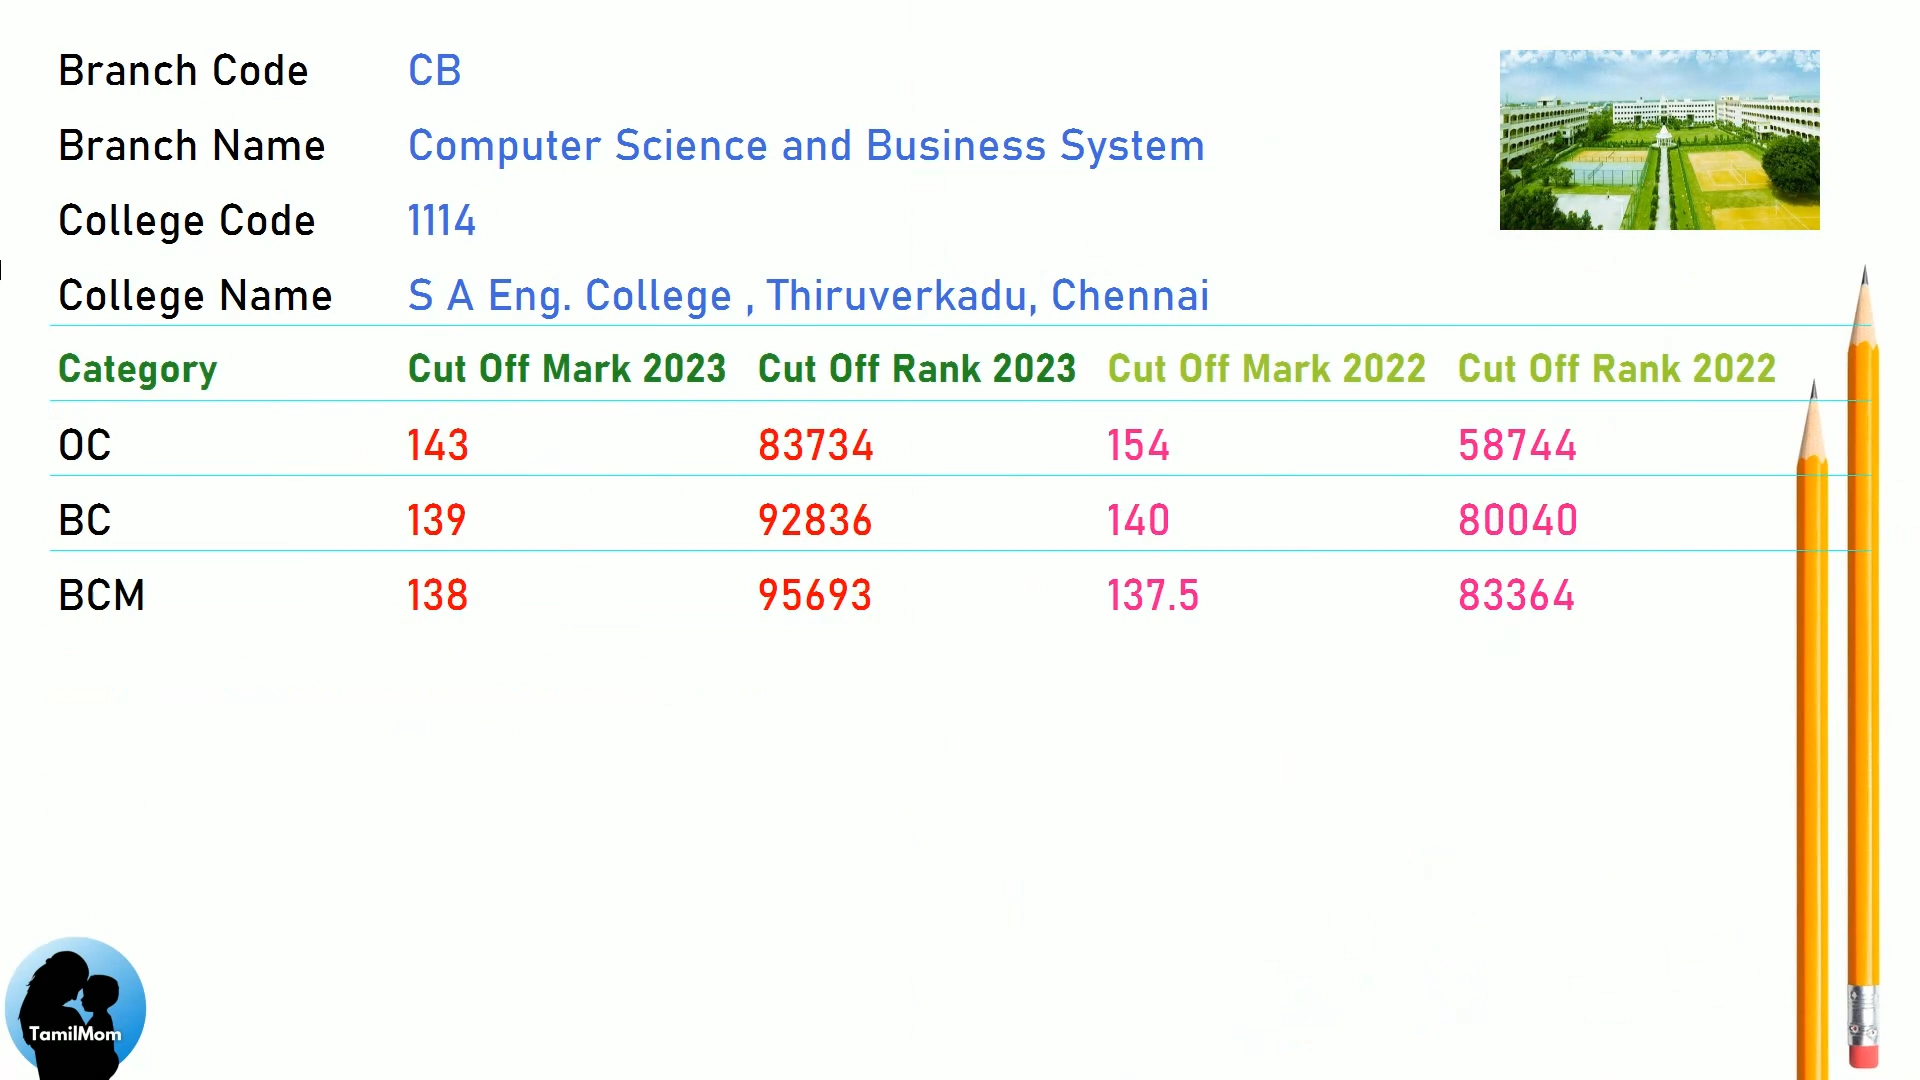 Branch Code CB
Branch Name Computer Science and Business System
College Code 1114
College Name S A Eng. College , Thiruverkadu, Chennai
Category Cut Off Mark 2023 Cut Off Rank 2023 Cut Off Mark 2022 Cut Off Rank 2022
OC 143 83734 154 58744
BC 139 92836 140 80040
BCM 138 95693 137.5 83364
TamilMom